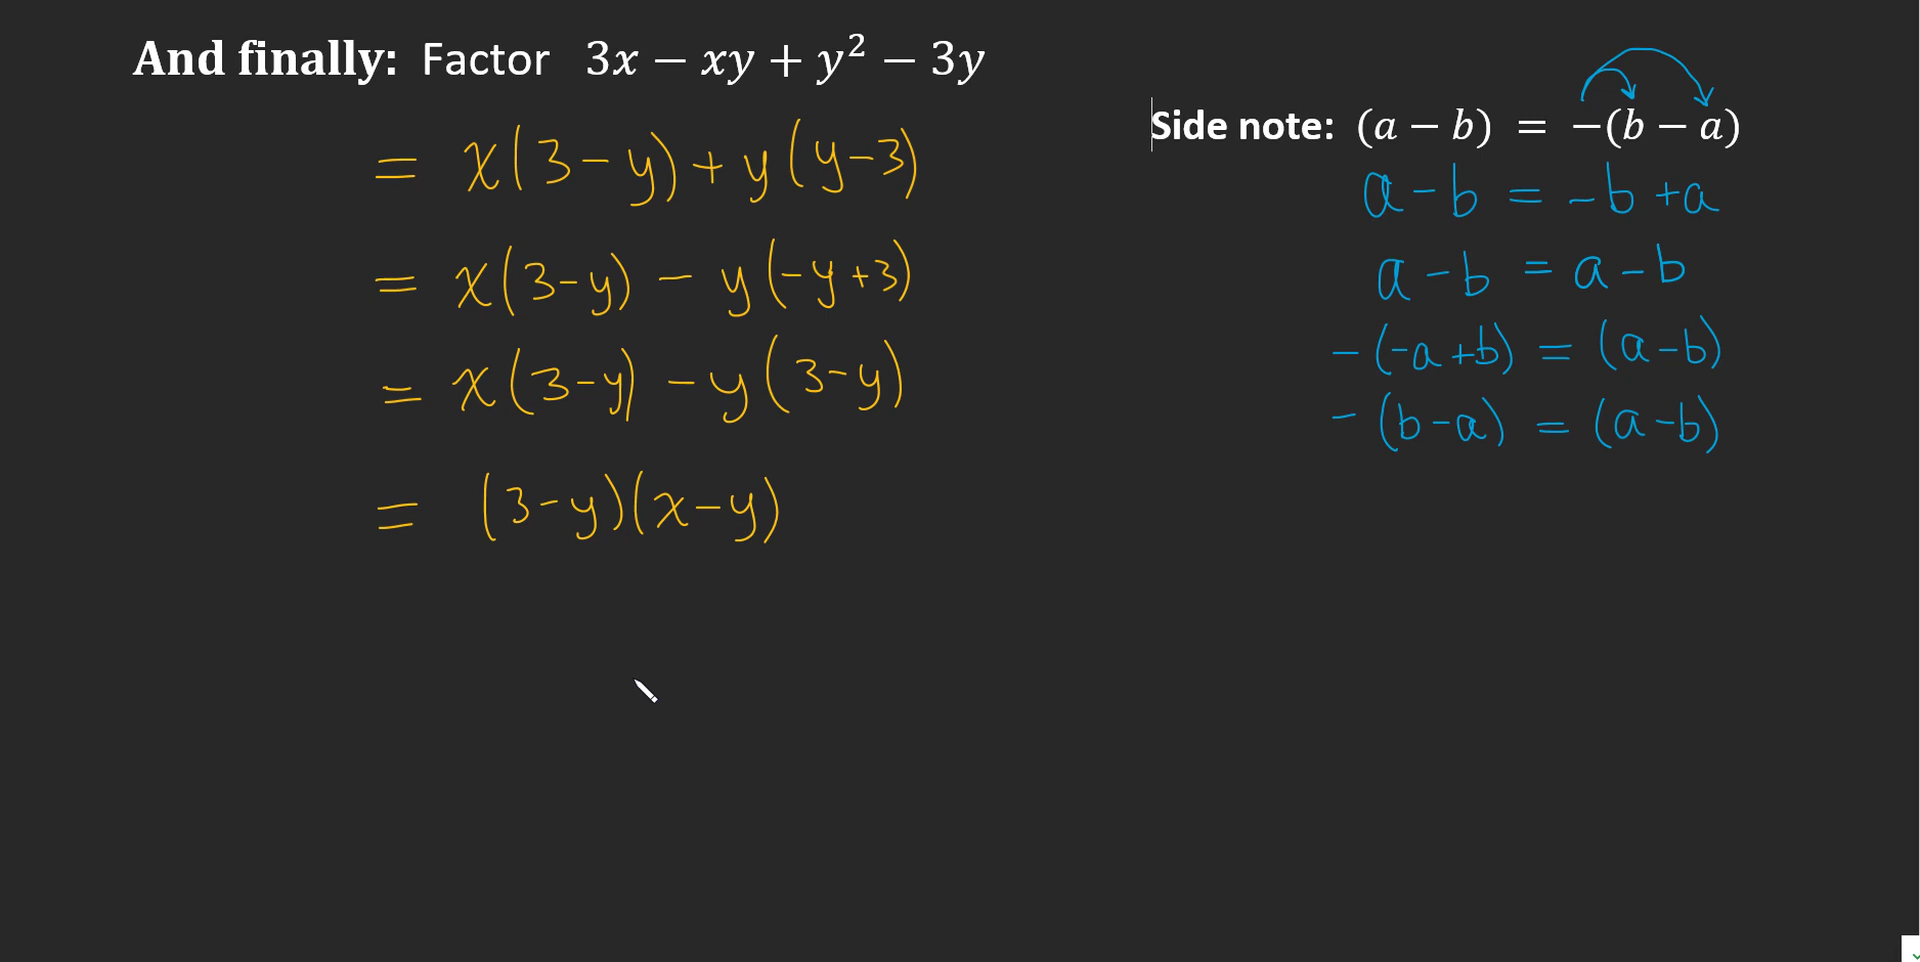 And finally: Factor 3x − xy + y² − 3y
= x(3−y) + y(y−3)
= x(3−y) − y(−y+3)
= x(3−y) − y(3−y)
= (3−y)(x−y)
Side note: (a − b) = −(b − a)
a − b = −b + a
a − b = a − b
−(−a + b) = (a − b)
−(b − a) = (a − b)